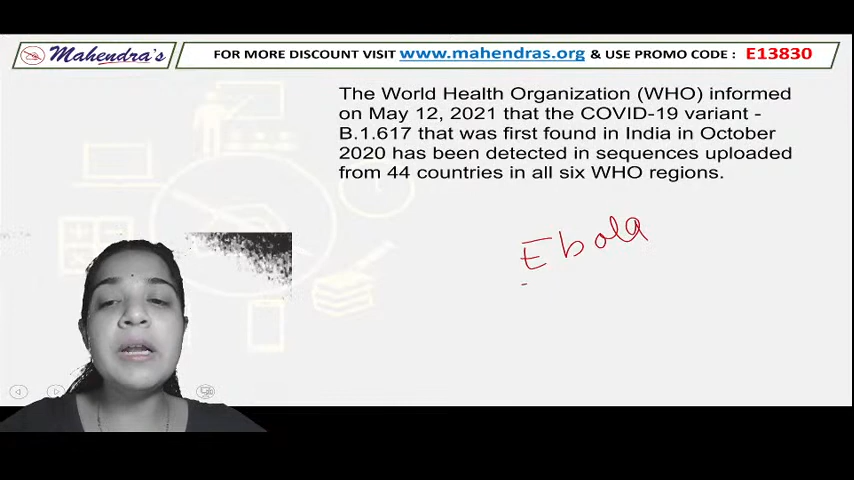 Mahendra's
FOR MORE DISCOUNT VISIT www.mahendras.org & USE PROMO CODE : E13830
The World Health Organization (WHO) informed
on May 12, 2021 that the COVID-19 variant -
B.1.617 that was first found in India in October
2020 has been detected in sequences uploaded
from 44 countries in all six WHO regions.
Ebola